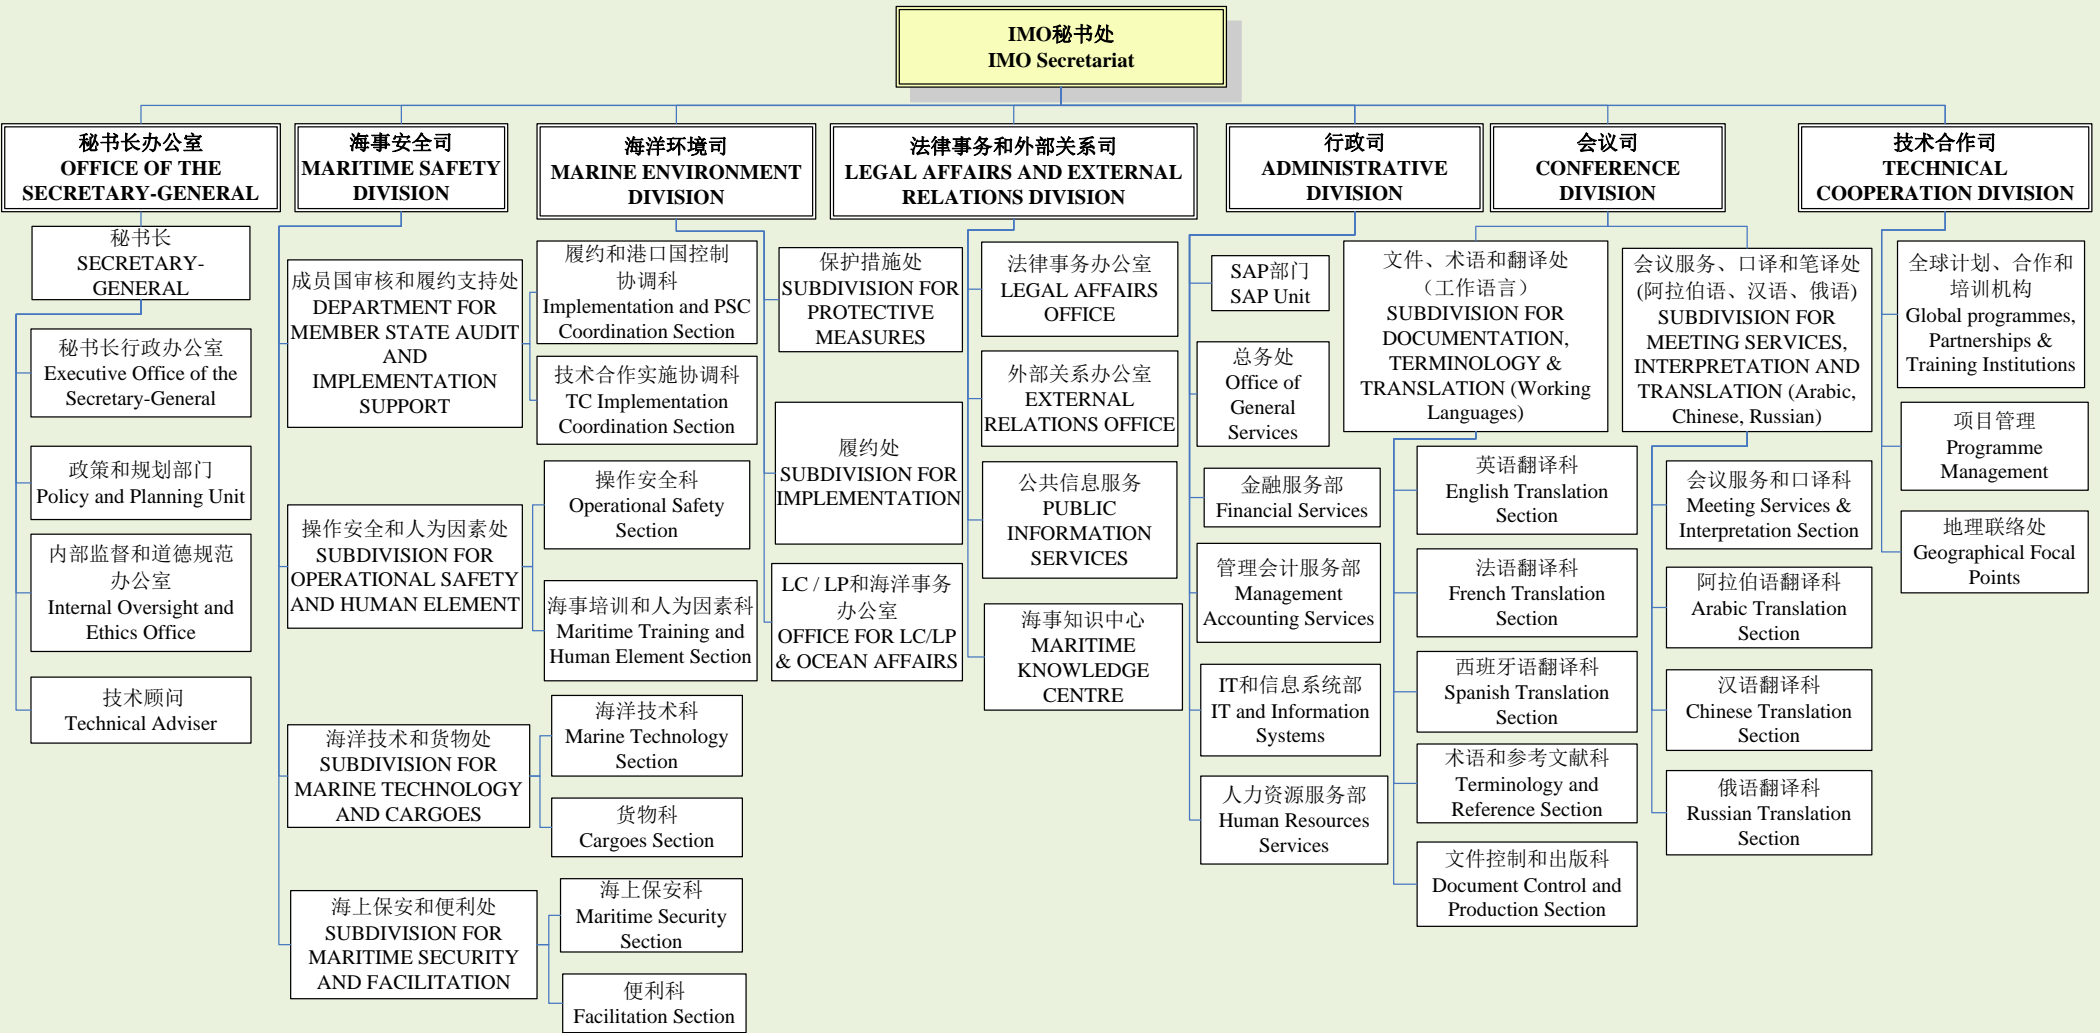 IMO秘书处
IMO Secretariat
秘书长办公室
OFFICE OF THE
SECRETARY-GENERAL
海事安全司
MARITIME SAFETY
DIVISION
海洋环境司
MARINE ENVIRONMENT
DIVISION
法律事务和外部关系司
LEGAL AFFAIRS AND EXTERNAL
RELATIONS DIVISION
行政司
ADMINISTRATIVE
DIVISION
会议司
CONFERENCE
DIVISION
技术合作司
TECHNICAL
COOPERATION DIVISION
秘书长
SECRETARY-
GENERAL
秘书长行政办公室
Executive Office of the
Secretary-General
政策和规划部门
Policy and Planning Unit
内部监督和道德规范
办公室
Internal Oversight and
Ethics Office
技术顾问
Technical Adviser
成员国审核和履约支持处
DEPARTMENT FOR
MEMBER STATE AUDIT
AND
IMPLEMENTATION
SUPPORT
履约和港口国控制
协调科
Implementation and PSC
Coordination Section
技术合作实施协调科
TC Implementation
Coordination Section
操作安全和人为因素处
SUBDIVISION FOR
OPERATIONAL SAFETY
AND HUMAN ELEMENT
操作安全科
Operational Safety
Section
海事培训和人为因素科
Maritime Training and
Human Element Section
海洋技术和货物处
SUBDIVISION FOR
MARINE TECHNOLOGY
AND CARGOES
海洋技术科
Marine Technology
Section
货物科
Cargoes Section
海上保安和便利处
SUBDIVISION FOR
MARITIME SECURITY
AND FACILITATION
海上保安科
Maritime Security
Section
便利科
Facilitation Section
保护措施处
SUBDIVISION FOR
PROTECTIVE
MEASURES
履约处
SUBDIVISION FOR
IMPLEMENTATION
LC / LP和海洋事务
办公室
OFFICE FOR LC/LP
& OCEAN AFFAIRS
法律事务办公室
LEGAL AFFAIRS
OFFICE
外部关系办公室
EXTERNAL
RELATIONS OFFICE
公共信息服务
PUBLIC
INFORMATION
SERVICES
海事知识中心
MARITIME
KNOWLEDGE
CENTRE
SAP部门
SAP Unit
总务处
Office of
General
Services
金融服务部
Financial Services
管理会计服务部
Management
Accounting Services
IT和信息系统部
IT and Information
Systems
人力资源服务部
Human Resources
Services
文件、术语和翻译处
（工作语言）
SUBDIVISION FOR
DOCUMENTATION,
TERMINOLOGY &
TRANSLATION (Working
Languages)
英语翻译科
English Translation
Section
法语翻译科
French Translation
Section
西班牙语翻译科
Spanish Translation
Section
术语和参考文献科
Terminology and
Reference Section
文件控制和出版科
Document Control and
Production Section
会议服务、口译和笔译处
(阿拉伯语、汉语、俄语)
SUBDIVISION FOR
MEETING SERVICES,
INTERPRETATION AND
TRANSLATION (Arabic,
Chinese, Russian)
会议服务和口译科
Meeting Services &
Interpretation Section
阿拉伯语翻译科
Arabic Translation
Section
汉语翻译科
Chinese Translation
Section
俄语翻译科
Russian Translation
Section
全球计划、合作和
培训机构
Global programmes,
Partnerships &
Training Institutions
项目管理
Programme
Management
地理联络处
Geographical Focal
Points